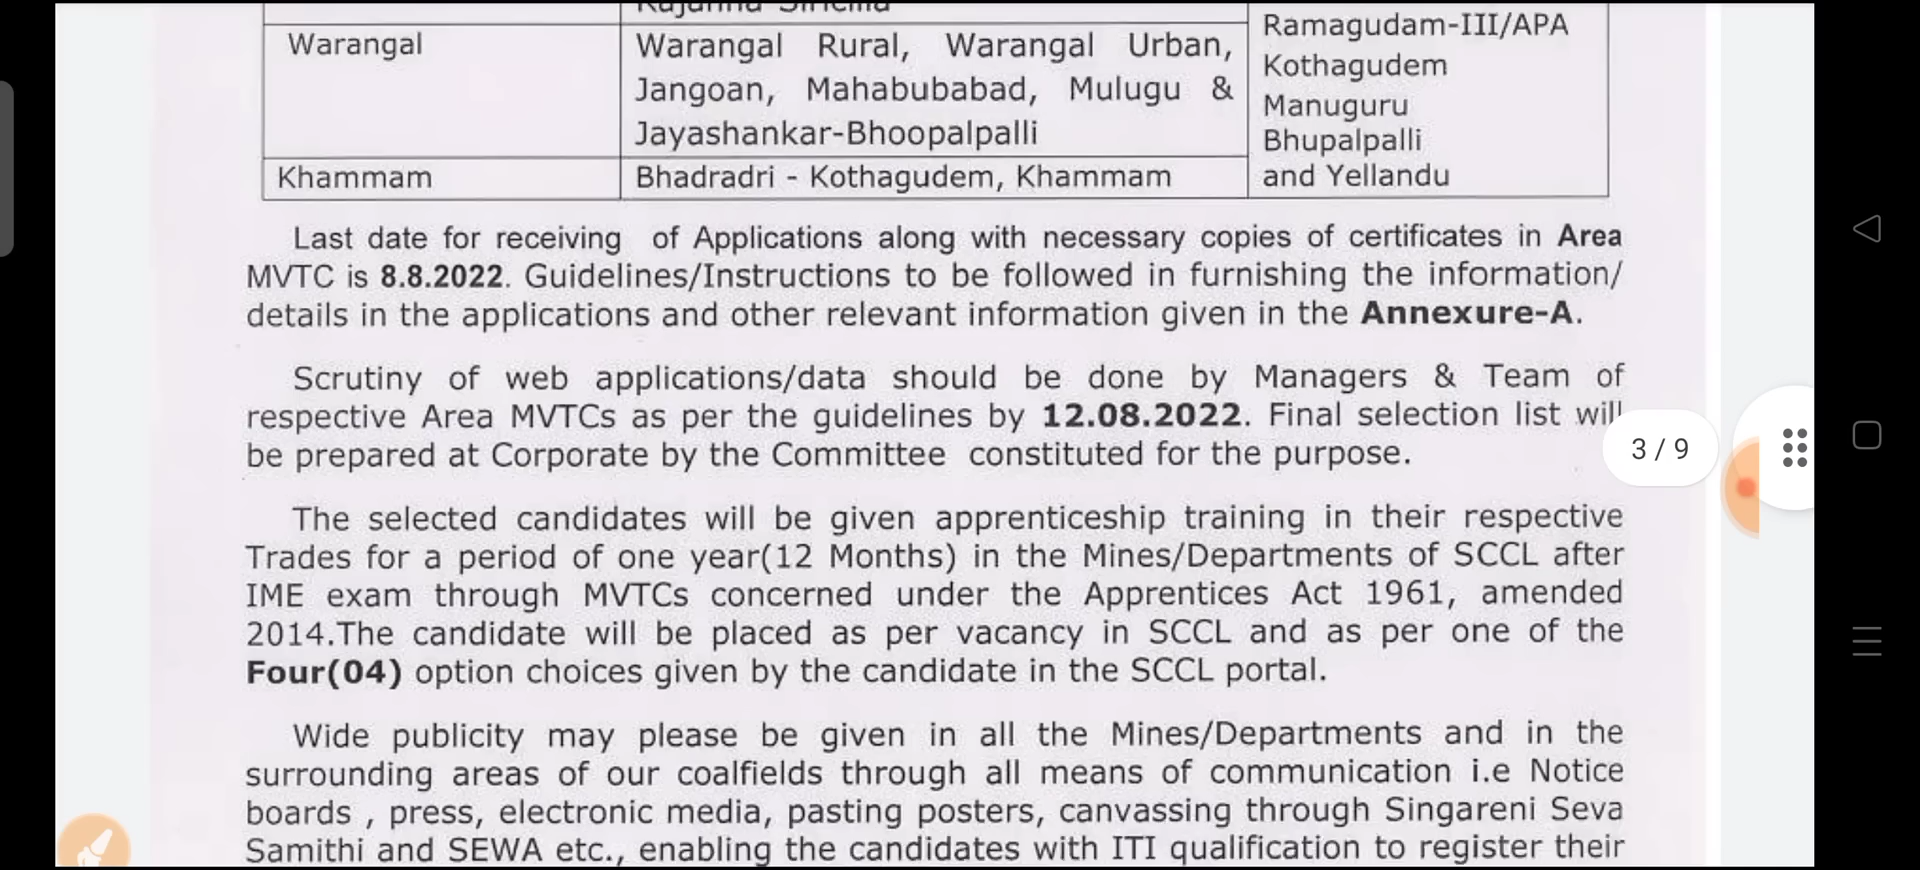 Rajanna Siricilla
Ramagudam-III/APA
Warangal
Warangal Rural, Warangal Urban,
Kothagudem
Jangoan, Mahabubabad, Mulugu &
Manuguru
Jayashankar-Bhoopalpalli
Bhupalpalli
Khammam
Bhadradri - Kothagudem, Khammam
and Yellandu
Last date for receiving of Applications along with necessary copies of certificates in Area
MVTC is 8.8.2022. Guidelines/Instructions to be followed in furnishing the information/
details in the applications and other relevant information given in the Annexure-A.
Scrutiny of web applications/data should be done by Managers & Team of
respective Area MVTCs as per the guidelines by 12.08.2022. Final selection list will
be prepared at Corporate by the Committee constituted for the purpose.
3 / 9
The selected candidates will be given apprenticeship training in their respective
Trades for a period of one year(12 Months) in the Mines/Departments of SCCL after
IME exam through MVTCs concerned under the Apprentices Act 1961, amended
2014.The candidate will be placed as per vacancy in SCCL and as per one of the
Four(04) option choices given by the candidate in the SCCL portal.
Wide publicity may please be given in all the Mines/Departments and in the
surrounding areas of our coalfields through all means of communication i.e Notice
boards , press, electronic media, pasting posters, canvassing through Singareni Seva
Samithi and SEWA etc., enabling the candidates with ITI qualification to register their